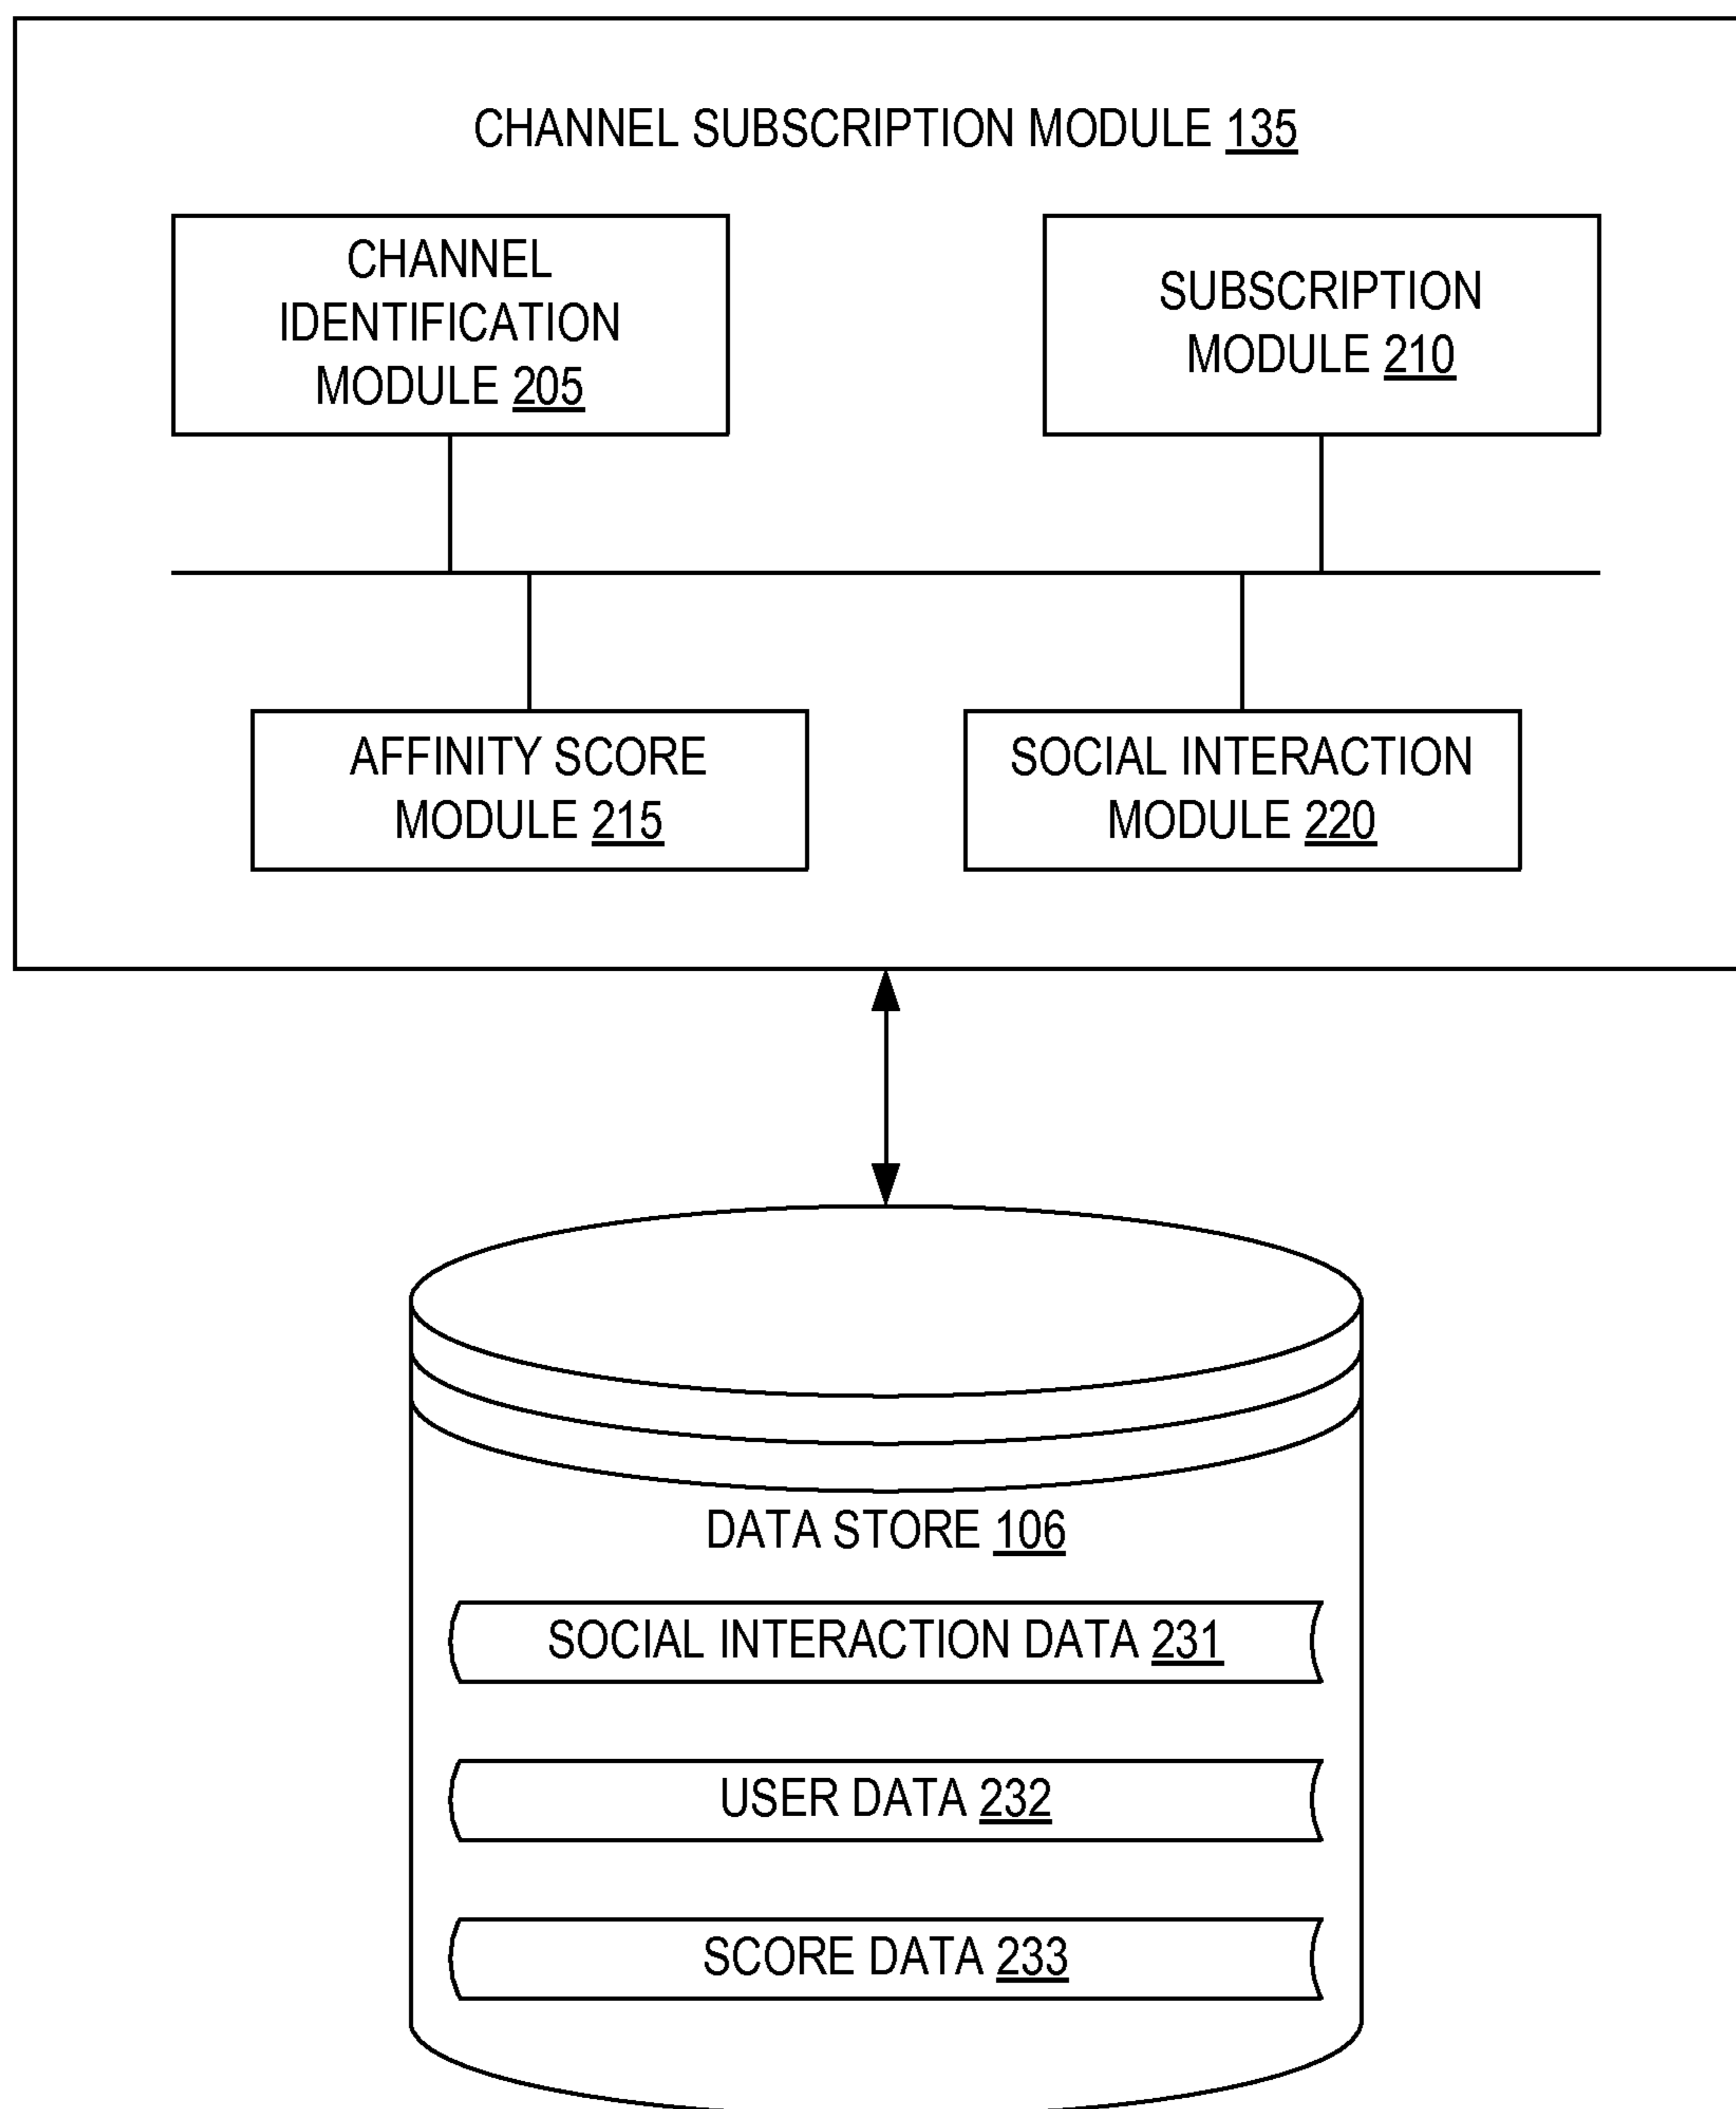 CHANNEL SUBSCRIPTION MODULE 135
CHANNEL
IDENTIFICATION
MODULE 205
SUBSCRIPTION
MODULE 210
AFFINITY SCORE
MODULE 215
SOCIAL INTERACTION
MODULE 220
DATA STORE 106
SOCIAL INTERACTION DATA 231
USER DATA 232
SCORE DATA 233